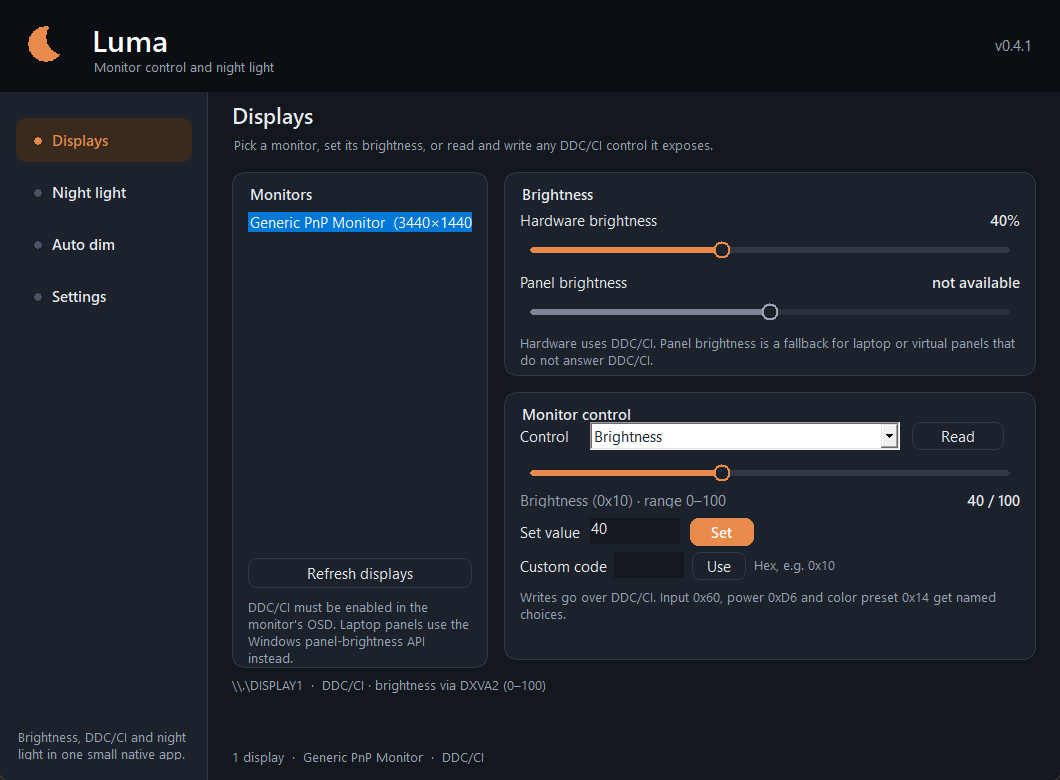 Luma
Monitor control and night light
v0.4.1
Displays
Night light
Auto dim
Settings
Brightness, DDC/CI and night
light in one small native app.
Displays
Pick a monitor, set its brightness, or read and write any DDC/CI control it exposes.
Monitors
Generic PnP Monitor (3440×1440
Refresh displays
DDC/CI must be enabled in the
monitor's OSD. Laptop panels use the
Windows panel-brightness API
instead.
Brightness
Hardware brightness 40%
Panel brightness not available
Hardware uses DDC/CI. Panel brightness is a fallback for laptop or virtual panels that
do not answer DDC/CI.
Monitor control
Control Brightness Read
Brightness (0x10) · range 0–100 40 / 100
Set value 40 Set
Custom code Use Hex, e.g. 0x10
Writes go over DDC/CI. Input 0x60, power 0xD6 and color preset 0x14 get named
choices.
\\.\DISPLAY1 · DDC/CI · brightness via DXVA2 (0–100)
1 display · Generic PnP Monitor · DDC/CI